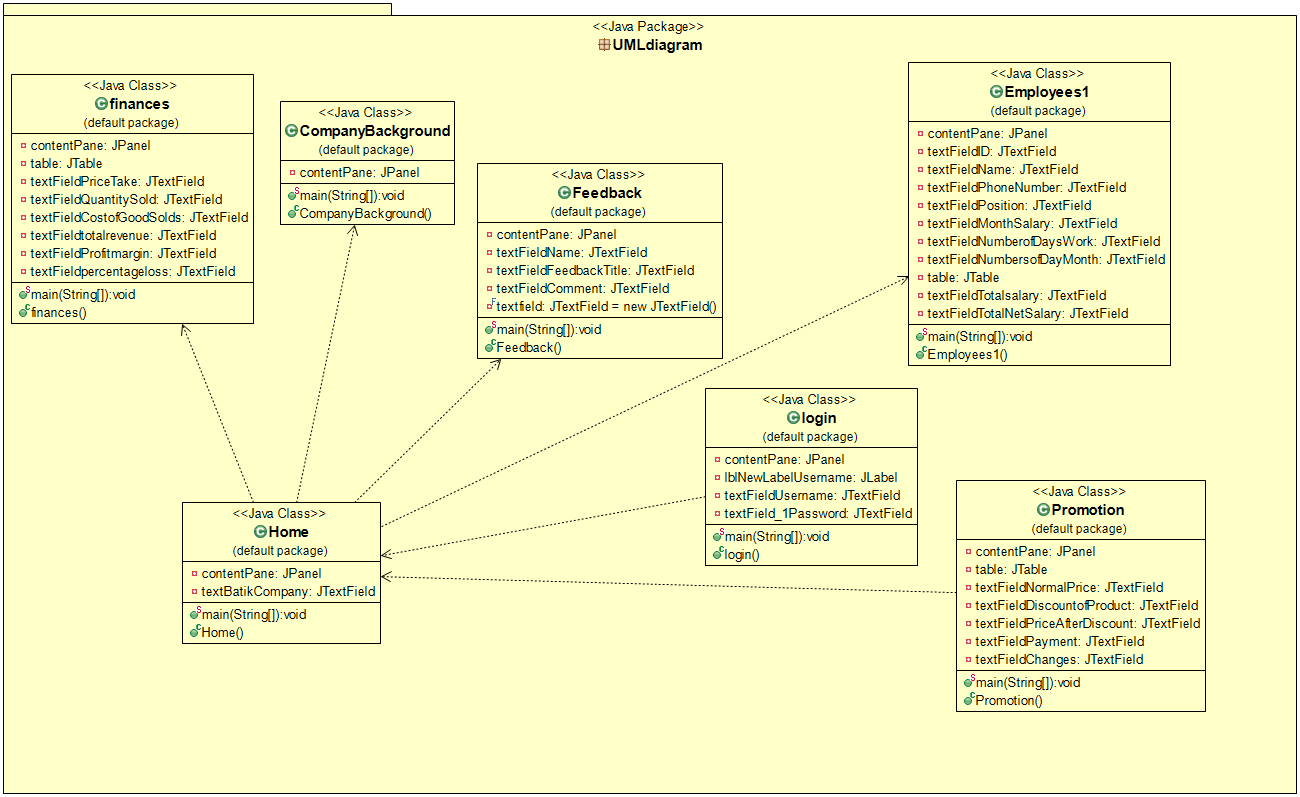 <<Java Package>>
UMLdiagram
<<Java Class>>
finances
(default package)
contentPane: JPanel
table: JTable
textFieldPriceTake: JTextField
textFieldQuantitySold: JTextField
textFieldCostofGoodSolds: JTextField
textFieldtotalrevenue: JTextField
textFieldProfitmargin: JTextField
textFieldpercentageloss: JTextField
main(String[]):void
finances()
<<Java Class>>
CompanyBackground
(default package)
contentPane: JPanel
main(String[]):void
CompanyBackground()
<<Java Class>>
Feedback
(default package)
contentPane: JPanel
textFieldName: JTextField
textFieldFeedbackTitle: JTextField
textFieldComment: JTextField
textfield: JTextField = new JTextField()
main(String[]):void
Feedback()
<<Java Class>>
Employees1
(default package)
contentPane: JPanel
textFieldID: JTextField
textFieldName: JTextField
textFieldPhoneNumber: JTextField
textFieldPosition: JTextField
textFieldMonthSalary: JTextField
textFieldNumberofDaysWork: JTextField
textFieldNumbersofDayMonth: JTextField
table: JTable
textFieldTotalsalary: JTextField
textFieldTotalNetSalary: JTextField
main(String[]):void
Employees1()
<<Java Class>>
login
(default package)
contentPane: JPanel
lblNewLabelUsername: JLabel
textFieldUsername: JTextField
textField_1Password: JTextField
main(String[]):void
login()
<<Java Class>>
Home
(default package)
contentPane: JPanel
textBatikCompany: JTextField
main(String[]):void
Home()
<<Java Class>>
Promotion
(default package)
contentPane: JPanel
table: JTable
textFieldNormalPrice: JTextField
textFieldDiscountofProduct: JTextField
textFieldPriceAfterDiscount: JTextField
textFieldPayment: JTextField
textFieldChanges: JTextField
main(String[]):void
Promotion()